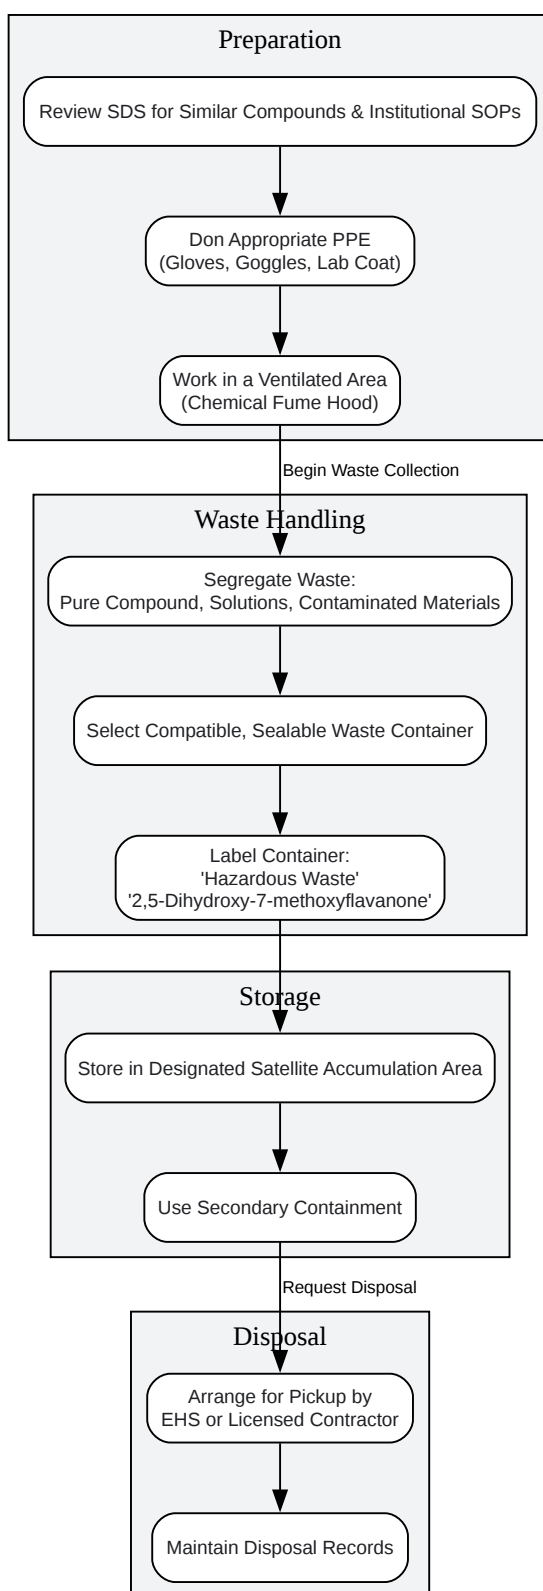 Preparation
Review SDS for Similar Compounds & Institutional SOPs
Don Appropriate PPE
(Gloves, Goggles, Lab Coat)
Work in a Ventilated Area
(Chemical Fume Hood)
Begin Waste Collection
Waste Handling
Segregate Waste:
Pure Compound, Solutions, Contaminated Materials
Select Compatible, Sealable Waste Container
Label Container:
'Hazardous Waste'
'2,5-Dihydroxy-7-methoxyflavanone'
Storage
Store in Designated Satellite Accumulation Area
Use Secondary Containment
Request Disposal
Disposal
Arrange for Pickup by
EHS or Licensed Contractor
Maintain Disposal Records